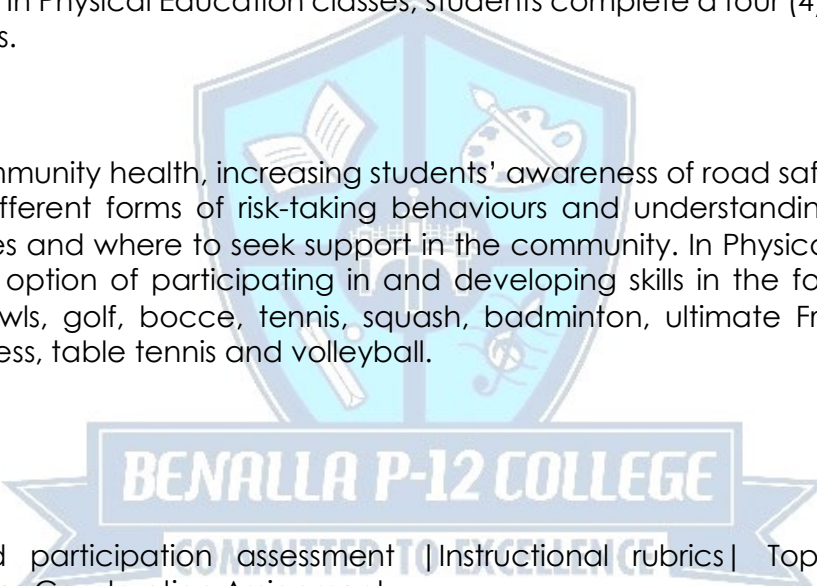 in Physical Education classes, students complete a four (4)
s.
mmunity health, increasing students' awareness of road saf
fferent forms of risk-taking behaviours and understandin
es and where to seek support in the community. In Physica
option of participating in and developing skills in the fo
wls, golf, bocce, tennis, squash, badminton, ultimate Fr
ess, table tennis and volleyball.
BENALLA P-12 COLLEGE
COMMITTED TO EXCELLENCE
d participation assessment |Instructional rubrics| Top